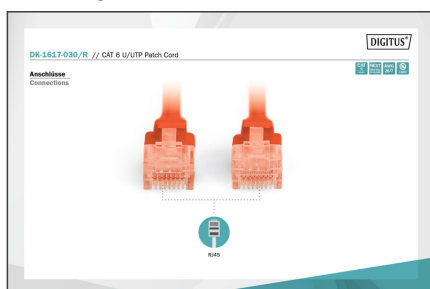 DIGITUS®
DK-1617-030/R // CAT 6 U/UTP Patch Cord
Anschlüsse
Connections
RJ45